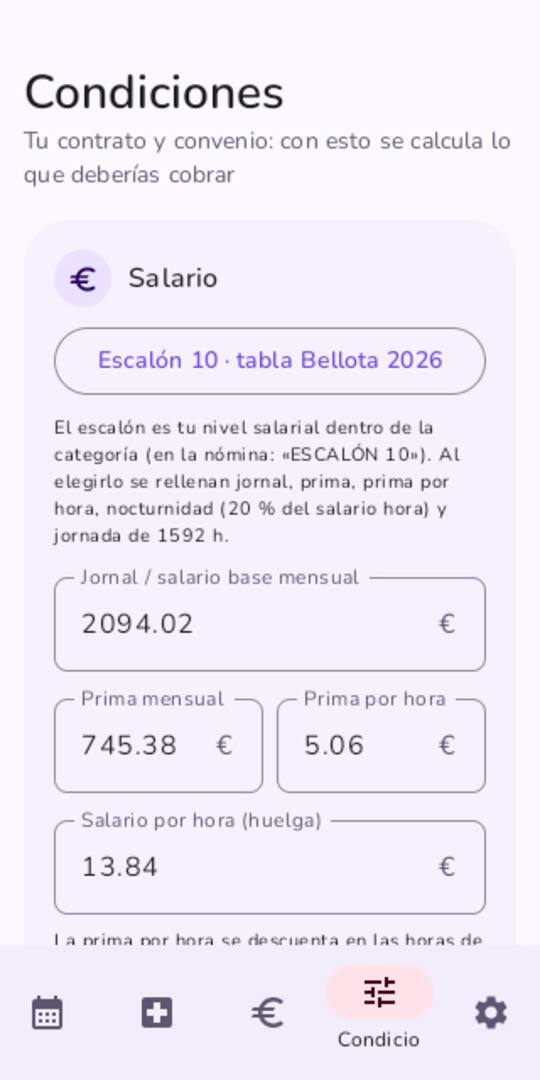 Condiciones
Tu contrato y convenio: con esto se calcula lo
que deberías cobrar
€ Salario
Escalón 10 · tabla Bellota 2026
El escalón es tu nivel salarial dentro de la
categoría (en la nómina: «ESCALÓN 10»). Al
elegirlo se rellenan jornal, prima, prima por
hora, nocturnidad (20 % del salario hora) y
jornada de 1592 h.
Jornal / salario base mensual
2094.02 €
Prima mensual
745.38 €
Prima por hora
5.06 €
Salario por hora (huelga)
13.84 €
La prima por hora se descuenta en las horas de
€
Condicio